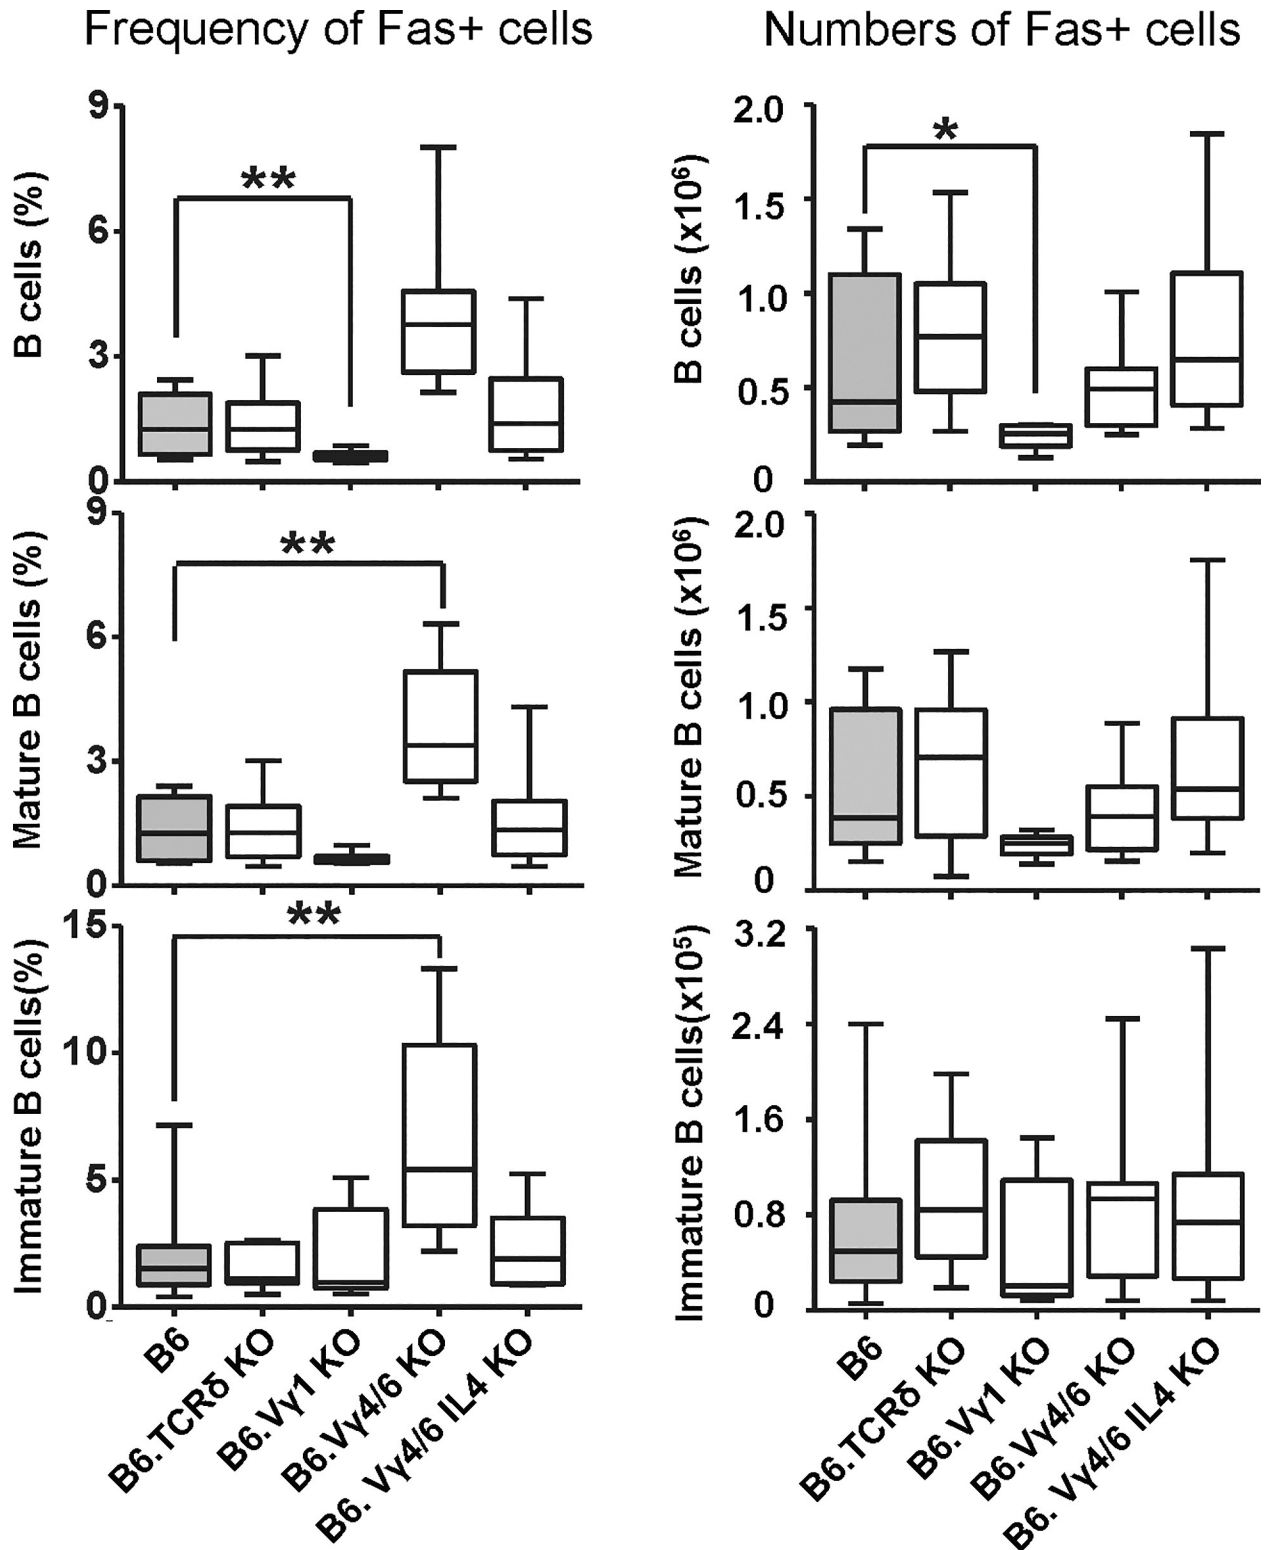 Frequency of Fas+ cells
Numbers of Fas+ cells
B cells (%)
9
6
3
0
**
B cells (x10⁶)
2.0
1.5
1.0
0.5
0
*
Mature B cells (%)
9
6
3
0
**
Mature B cells (x10⁶)
2.0
1.5
1.0
0.5
0
Immature B cells(%)
15
10
5
0
**
Immature B cells(x10⁵)
3.2
2.4
1.6
0.8
0
B6
B6.TCRδ KO
B6.Vγ1 KO
B6.Vγ4/6 KO
B6. Vγ4/6 IL4 KO
B6
B6.TCRδ KO
B6.Vγ1 KO
B6.Vγ4/6 KO
B6. Vγ4/6 IL4 KO